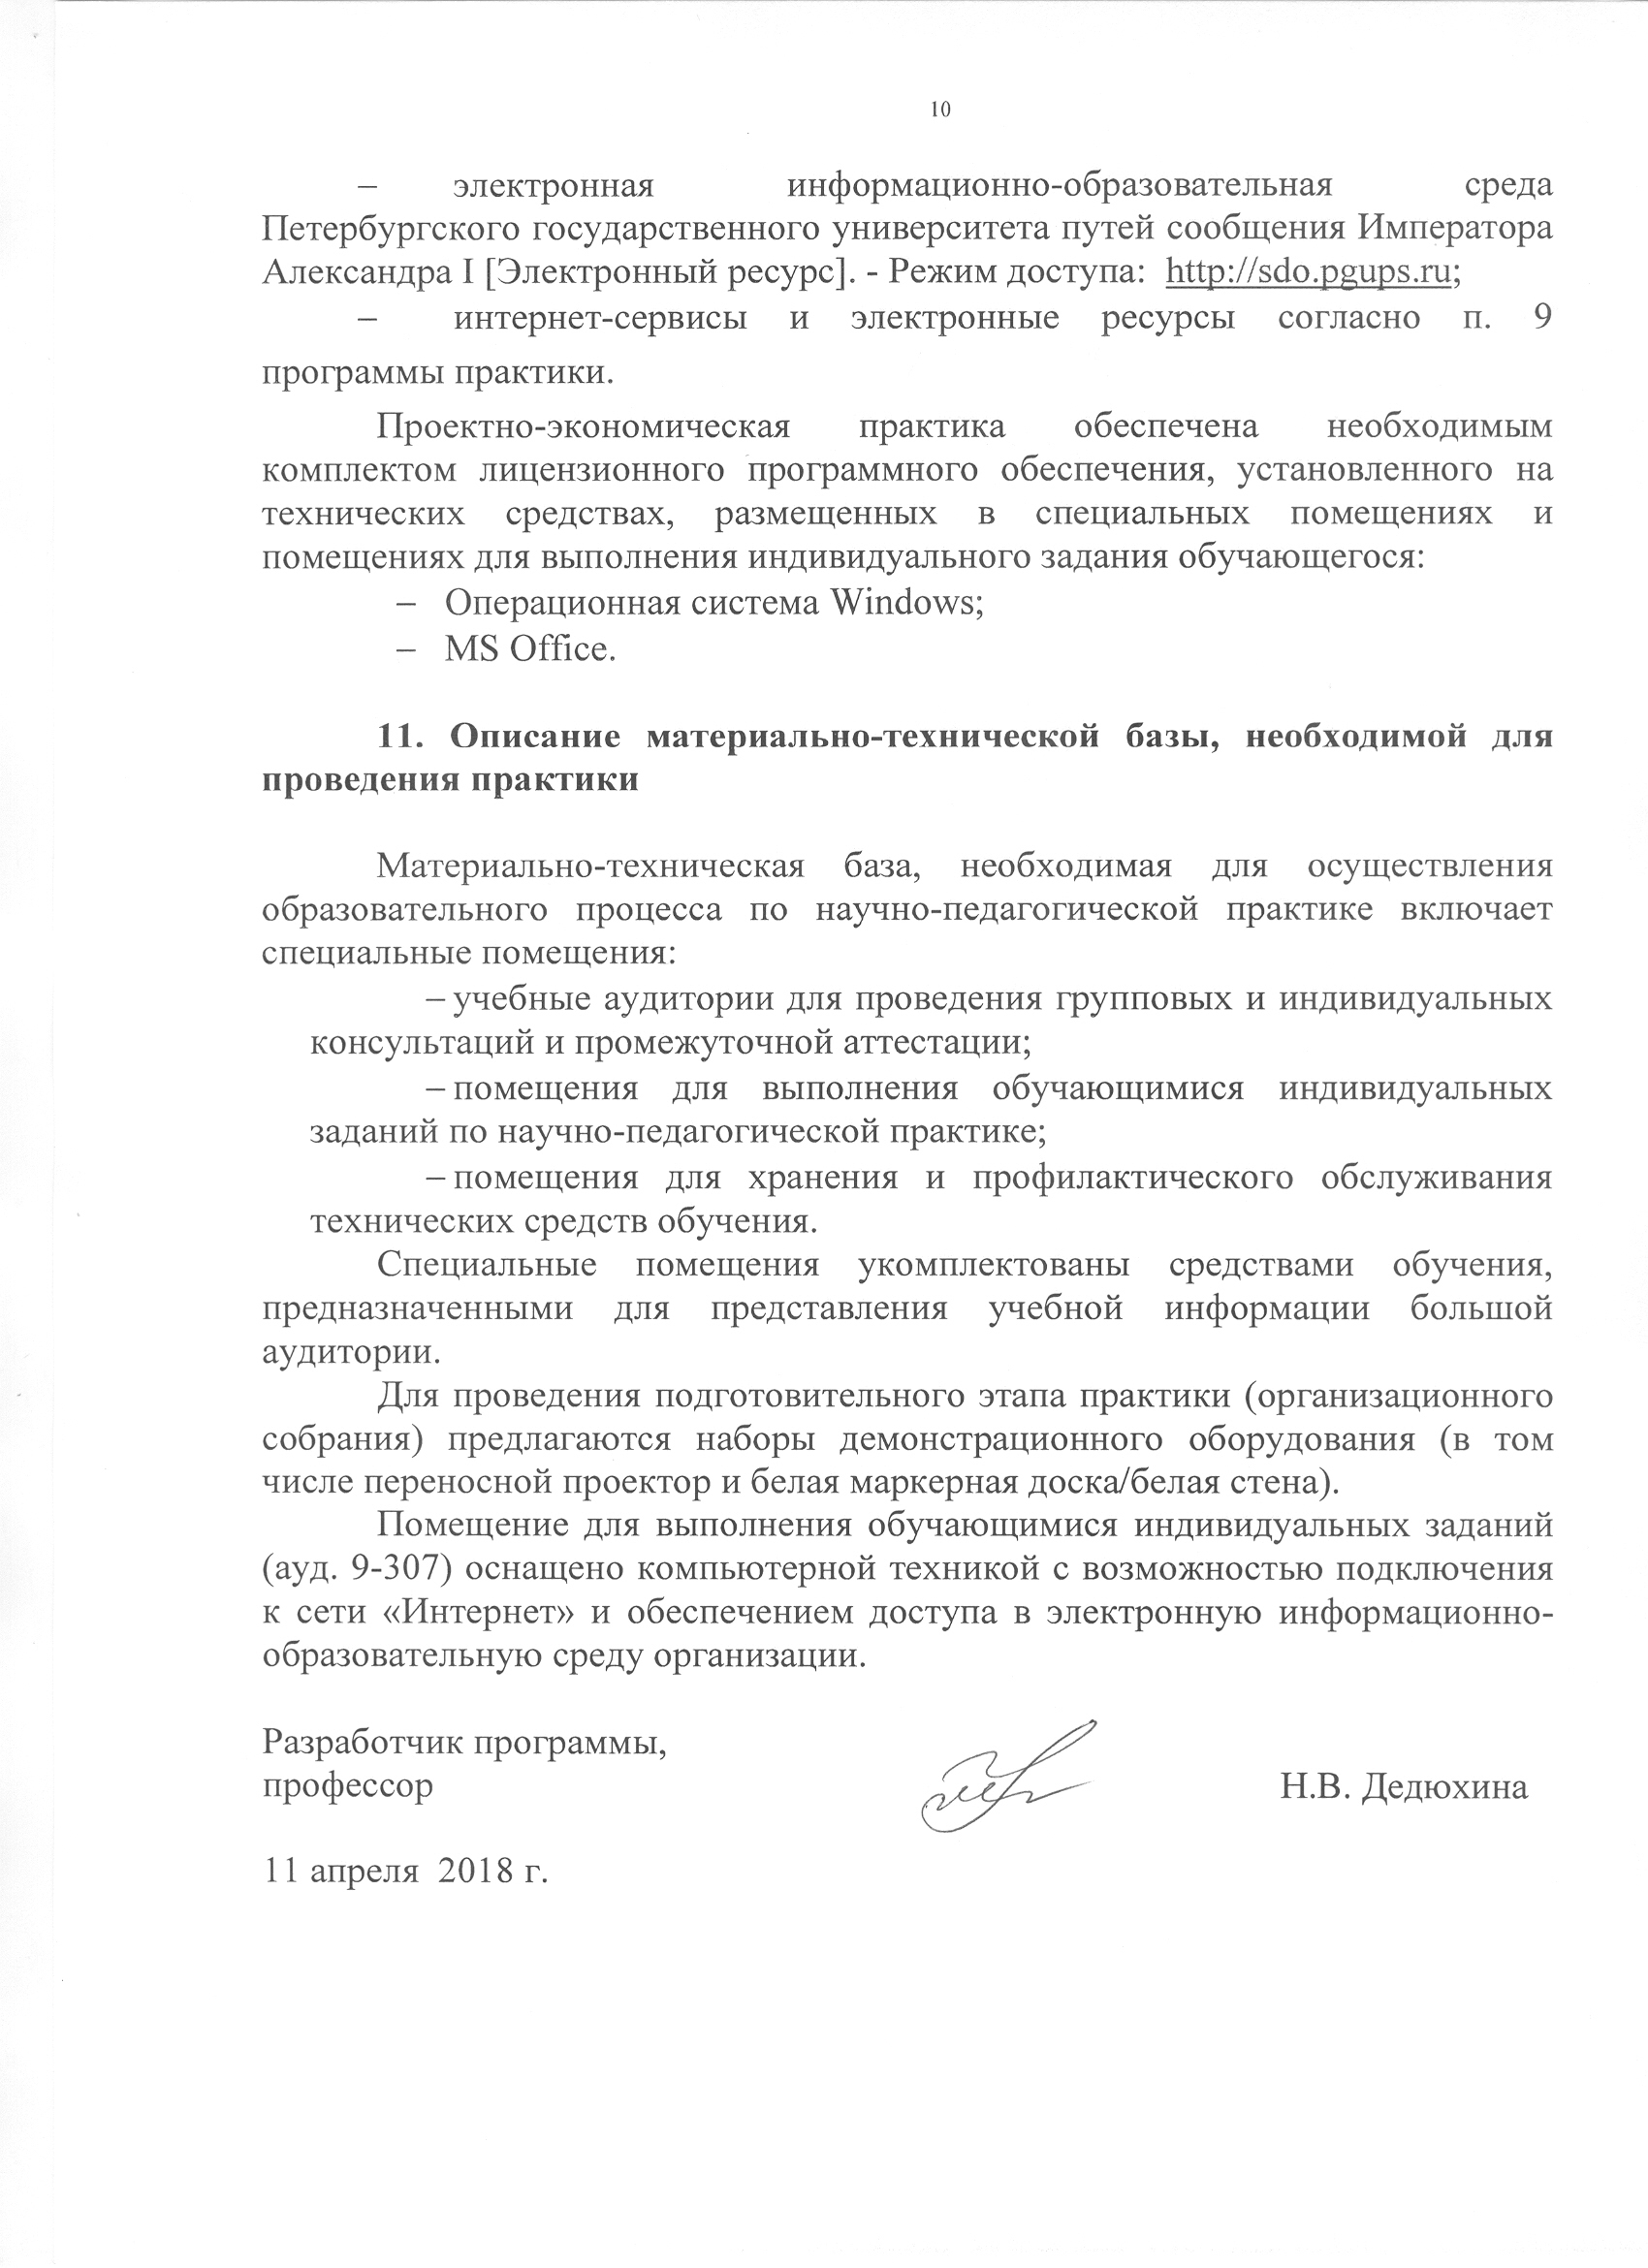 10
– электронная информационно-образовательная среда
Петербургского государственного университета путей сообщения Императора
Александра I [Электронный ресурс]. - Режим доступа: http://sdo.pgups.ru;
– интернет-сервисы и электронные ресурсы согласно п. 9
программы практики.
Проектно-экономическая практика обеспечена необходимым
комплектом лицензионного программного обеспечения, установленного на
технических средствах, размещенных в специальных помещениях и
помещениях для выполнения индивидуального задания обучающегося:
– Операционная система Windows;
– MS Office.
11. Описание материально-технической базы, необходимой для
проведения практики
Материально-техническая база, необходимая для осуществления
образовательного процесса по научно-педагогической практике включает
специальные помещения:
– учебные аудитории для проведения групповых и индивидуальных
консультаций и промежуточной аттестации;
– помещения для выполнения обучающимися индивидуальных
заданий по научно-педагогической практике;
– помещения для хранения и профилактического обслуживания
технических средств обучения.
Специальные помещения укомплектованы средствами обучения,
предназначенными для представления учебной информации большой
аудитории.
Для проведения подготовительного этапа практики (организационного
собрания) предлагаются наборы демонстрационного оборудования (в том
числе переносной проектор и белая маркерная доска/белая стена).
Помещение для выполнения обучающимися индивидуальных заданий
(ауд. 9-307) оснащено компьютерной техникой с возможностью подключения
к сети «Интернет» и обеспечением доступа в электронную информационно-
образовательную среду организации.
Разработчик программы,
профессор Н.В. Дедюхина
11 апреля 2018 г.